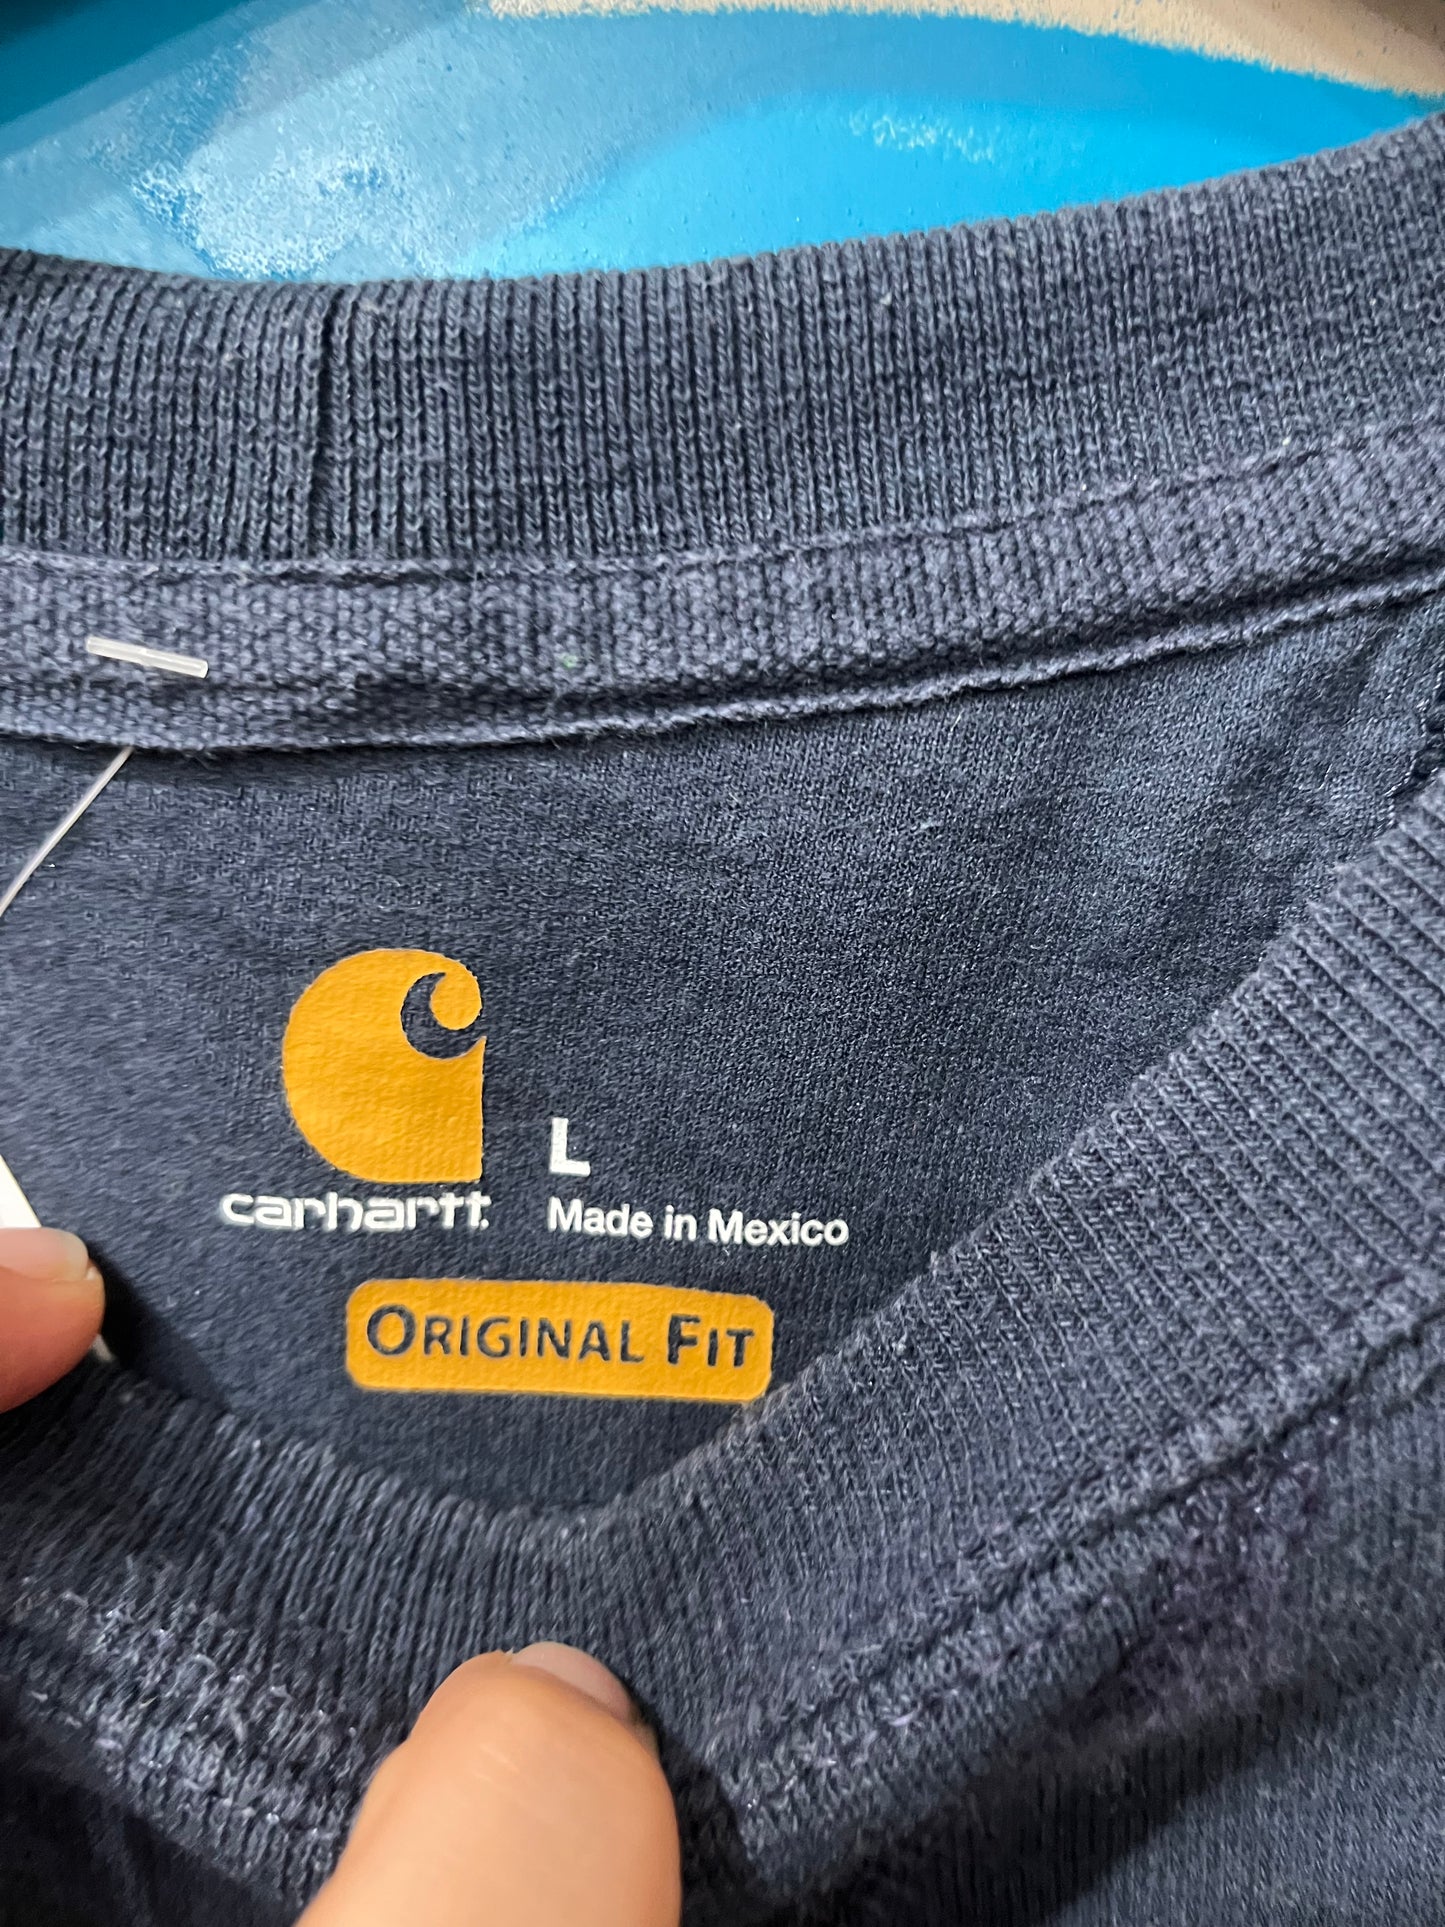 L
carhartt.
Made in Mexico
ORIGINAL FIT